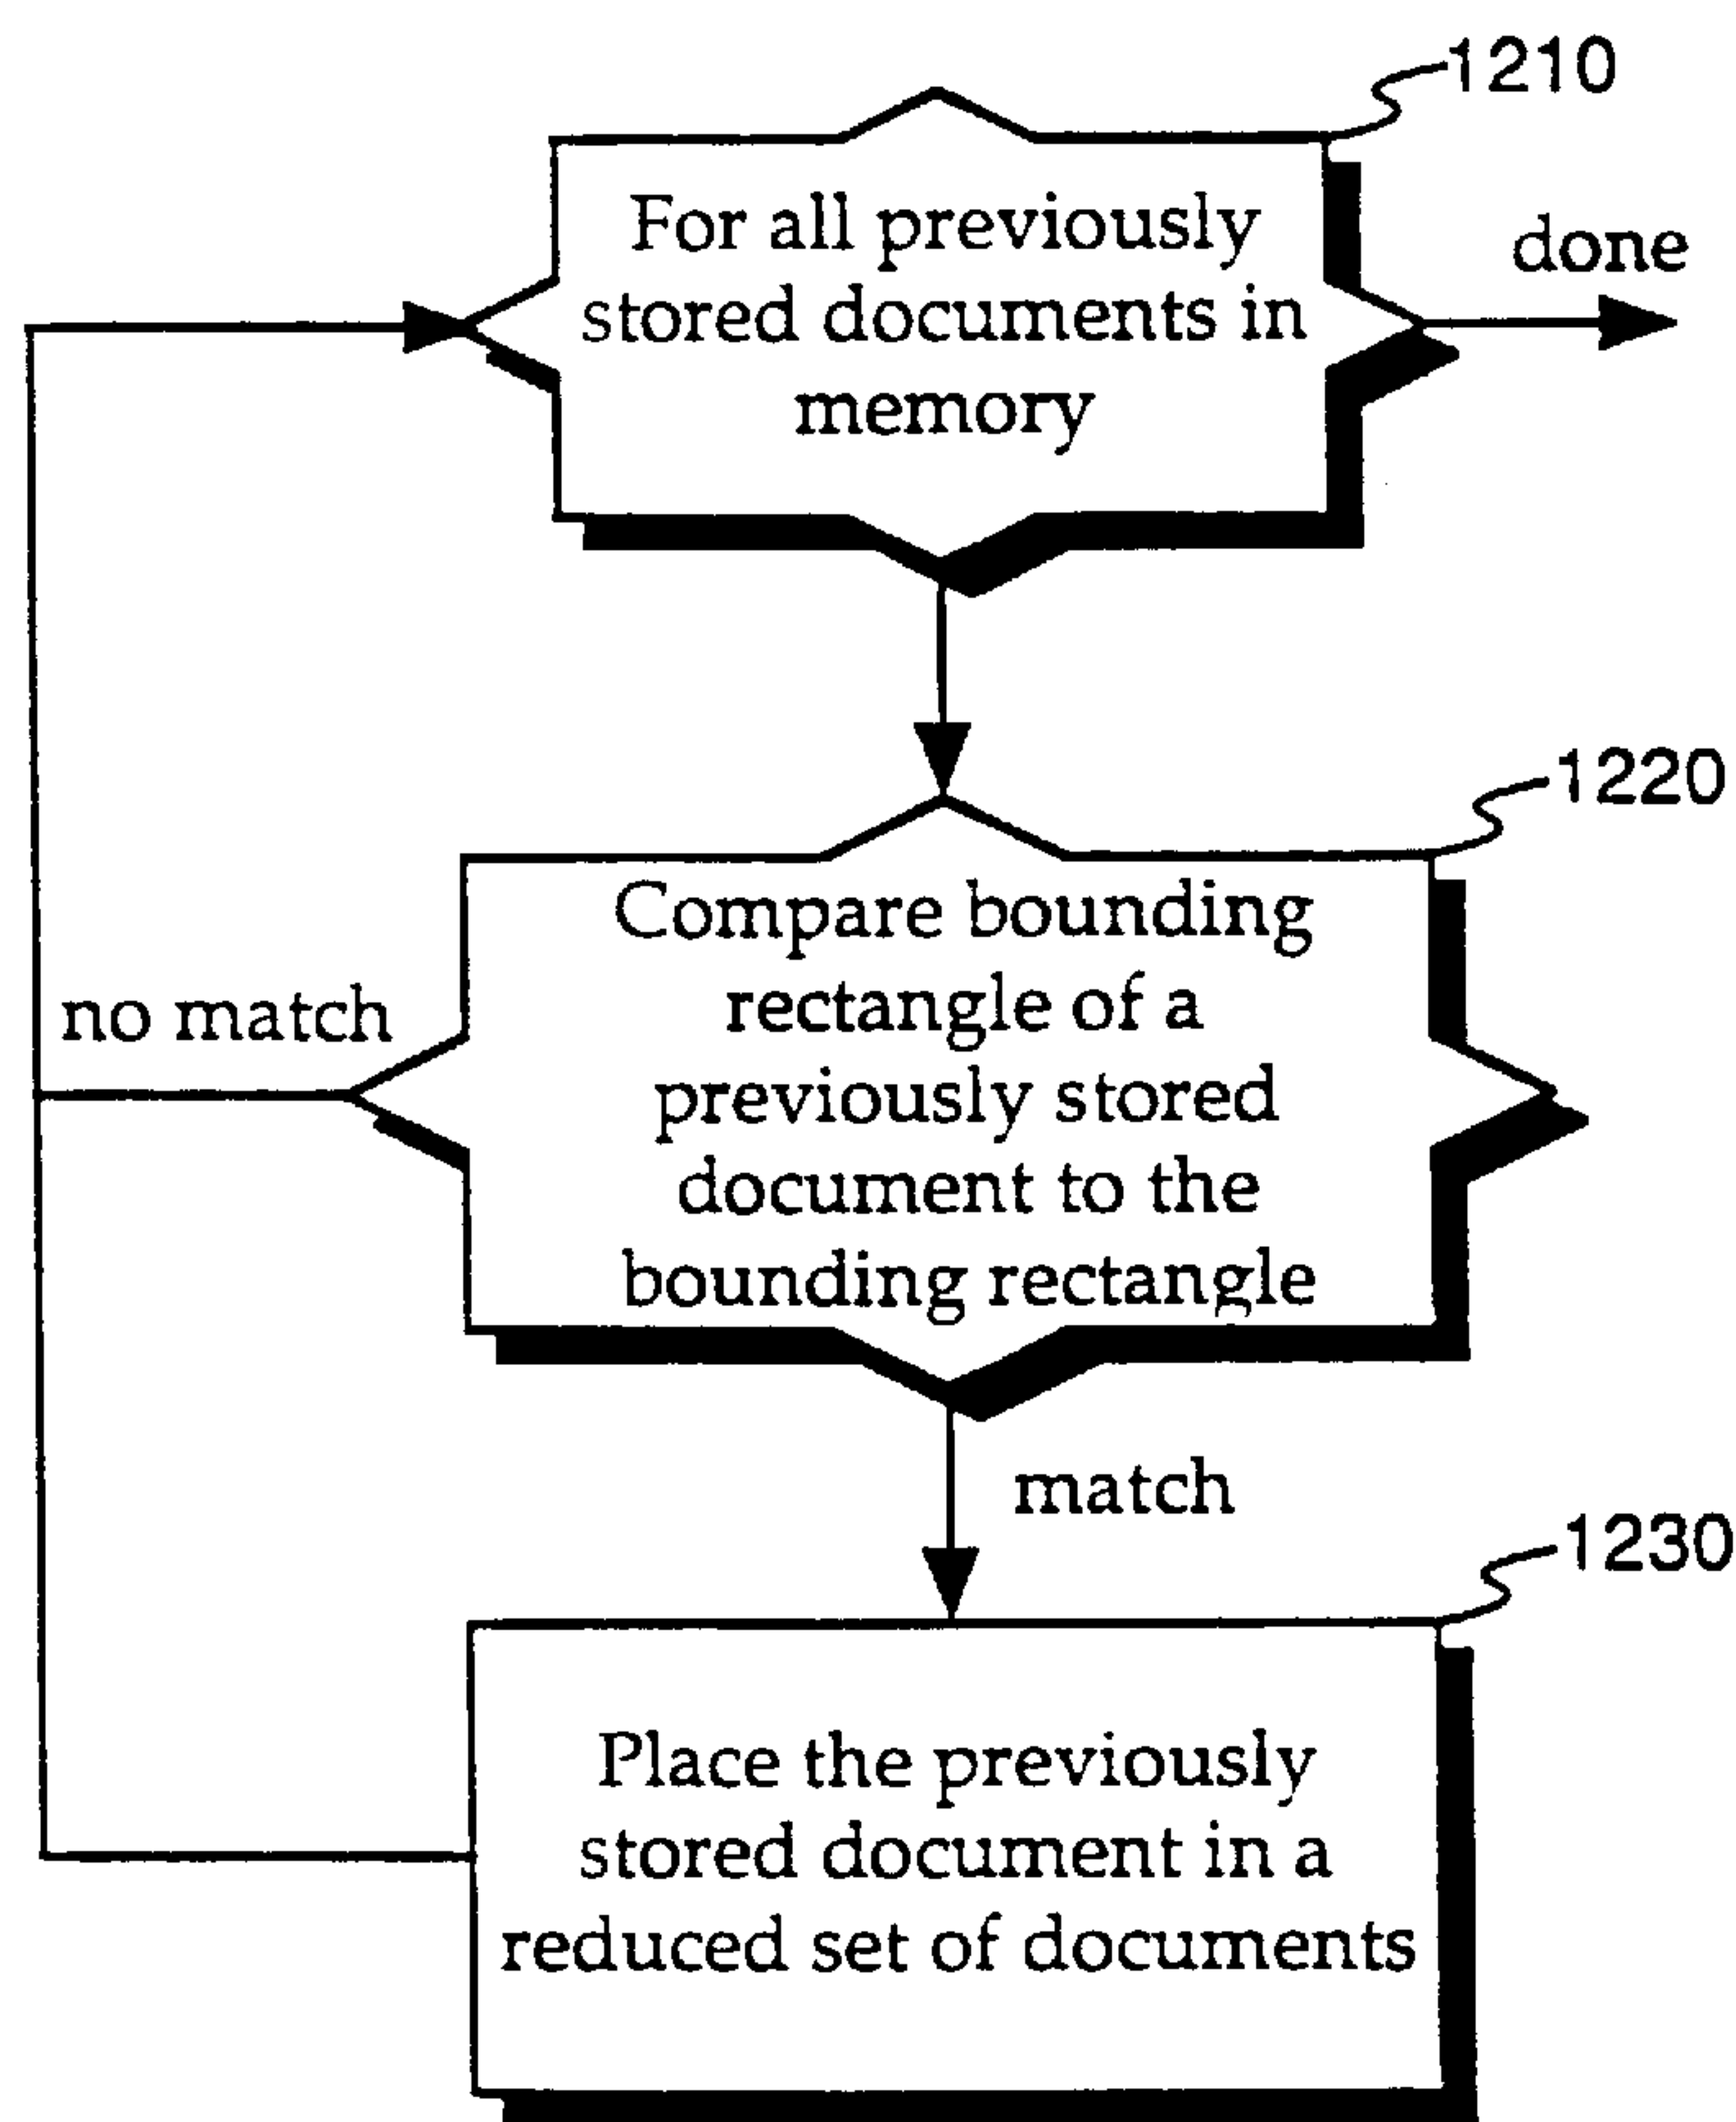 1210
For all previously
stored documents in
memory
done
1220
Compare bounding
rectangle of a
previously stored
document to the
bounding rectangle
no match
match
1230
Place the previously
stored document in a
reduced set of documents